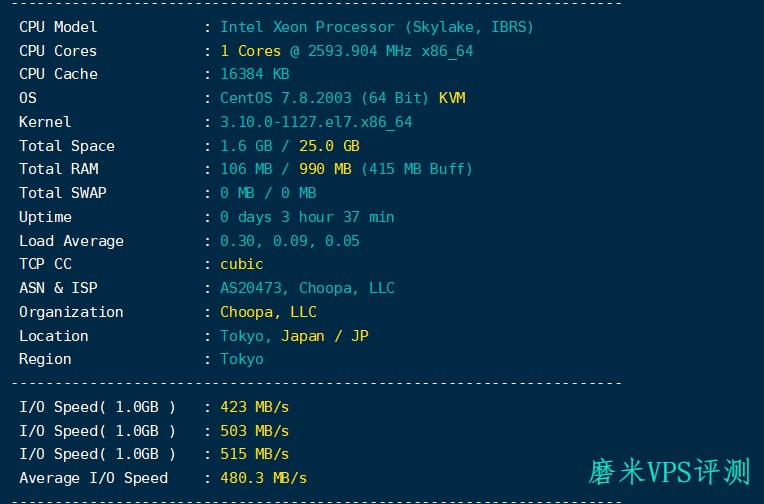 ----------------------------------------------------------------------
CPU Model : Intel Xeon Processor (Skylake, IBRS)
CPU Cores : 1 Cores @ 2593.904 MHz x86_64
CPU Cache : 16384 KB
OS : CentOS 7.8.2003 (64 Bit) KVM
Kernel : 3.10.0-1127.el7.x86_64
Total Space : 1.6 GB / 25.0 GB
Total RAM : 106 MB / 990 MB (415 MB Buff)
Total SWAP : 0 MB / 0 MB
Uptime : 0 days 3 hour 37 min
Load Average : 0.30, 0.09, 0.05
TCP CC : cubic
ASN & ISP : AS20473, Choopa, LLC
Organization : Choopa, LLC
Location : Tokyo, Japan / JP
Region : Tokyo
----------------------------------------------------------------------
I/O Speed( 1.0GB ) : 423 MB/s
I/O Speed( 1.0GB ) : 503 MB/s
I/O Speed( 1.0GB ) : 515 MB/s
Average I/O Speed : 480.3 MB/s
----------------------------------------------------------------------
磨米VPS评测